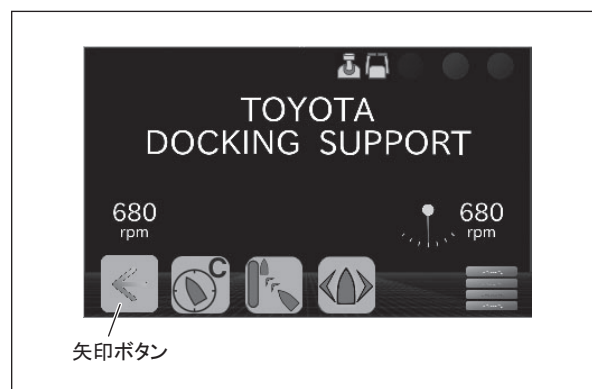 TOYOTA
DOCKING SUPPORT
680
rpm
680
rpm
C
矢印ボタン